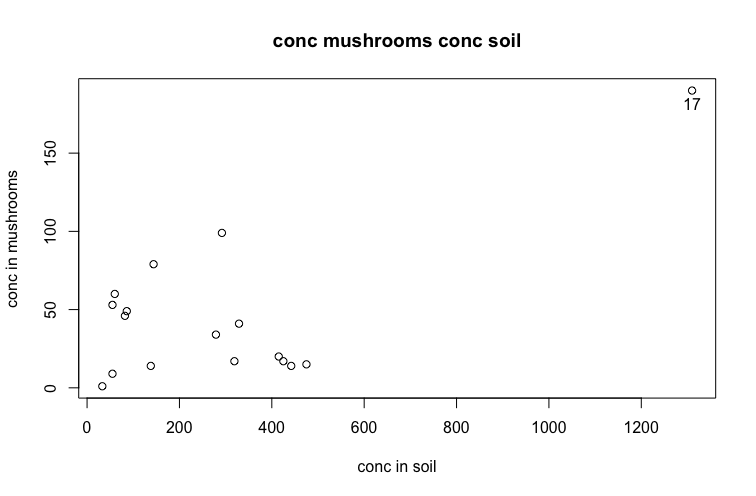 conc mushrooms conc soil
17
150
100
50
0
conc in mushrooms
0 200 400 600 800 1000 1200
conc in soil